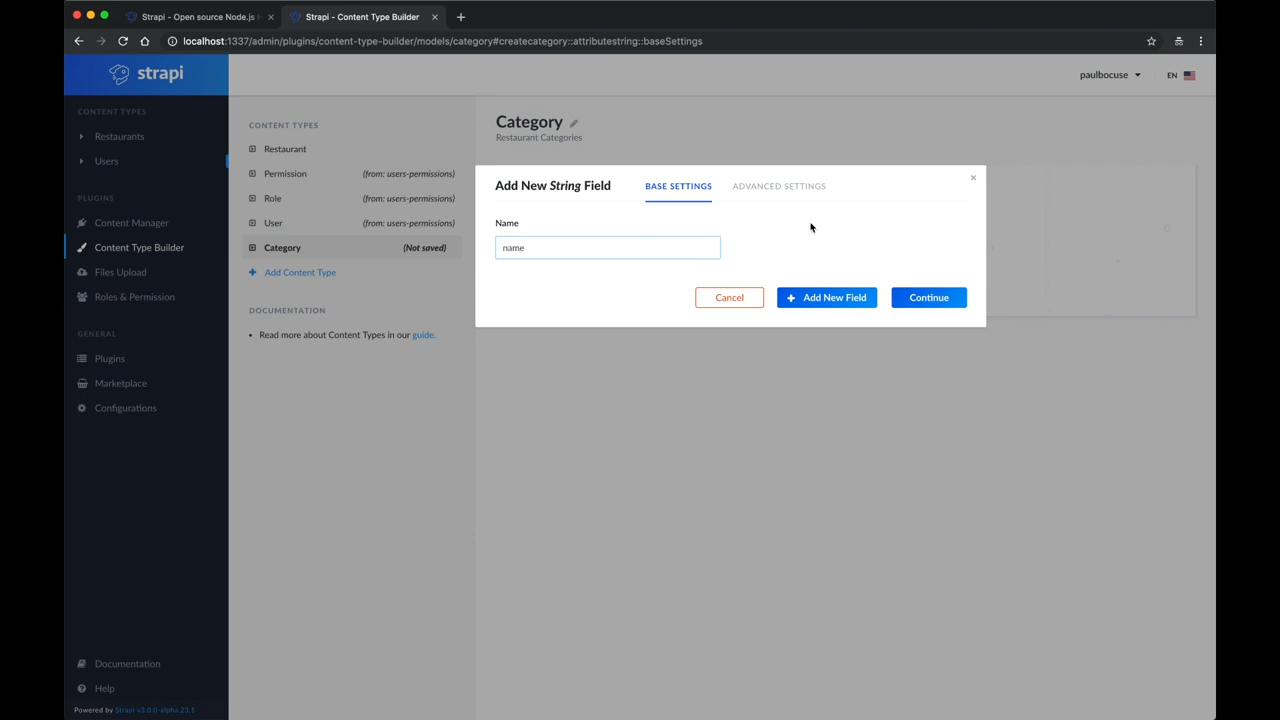 Strapi - Open source Node.js H
Strapi - Content Type Builder
localhost:1337/admin/plugins/content-type-builder/models/category#createcategory::attributestring::baseSettings
strapi
paulbocuse
EN
CONTENT TYPES
Restaurants
Users
PLUGINS
Content Manager
Content Type Builder
Files Upload
Roles & Permission
GENERAL
Plugins
Marketplace
Configurations
Documentation
Help
Powered by Strapi v3.0.0-alpha.23.1
CONTENT TYPES
Restaurant
Permission (from: users-permissions)
Role (from: users-permissions)
User (from: users-permissions)
Category (Not saved)
Add Content Type
DOCUMENTATION
Read more about Content Types in our guide.
Category
Restaurant Categories
Add New String Field
BASE SETTINGS
ADVANCED SETTINGS
Name
name
Cancel
Add New Field
Continue